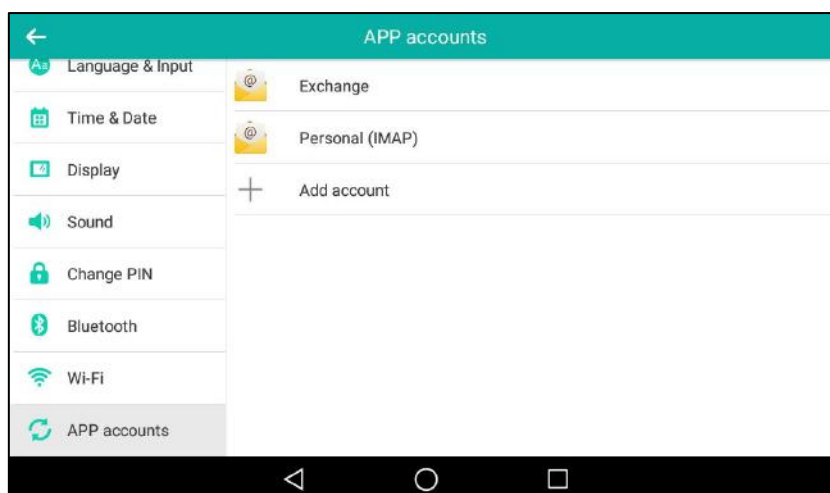 APP accounts
Language & Input
Time & Date
Display
Sound
Change PIN
Bluetooth
Wi-Fi
APP accounts
Exchange
Personal (IMAP)
Add account